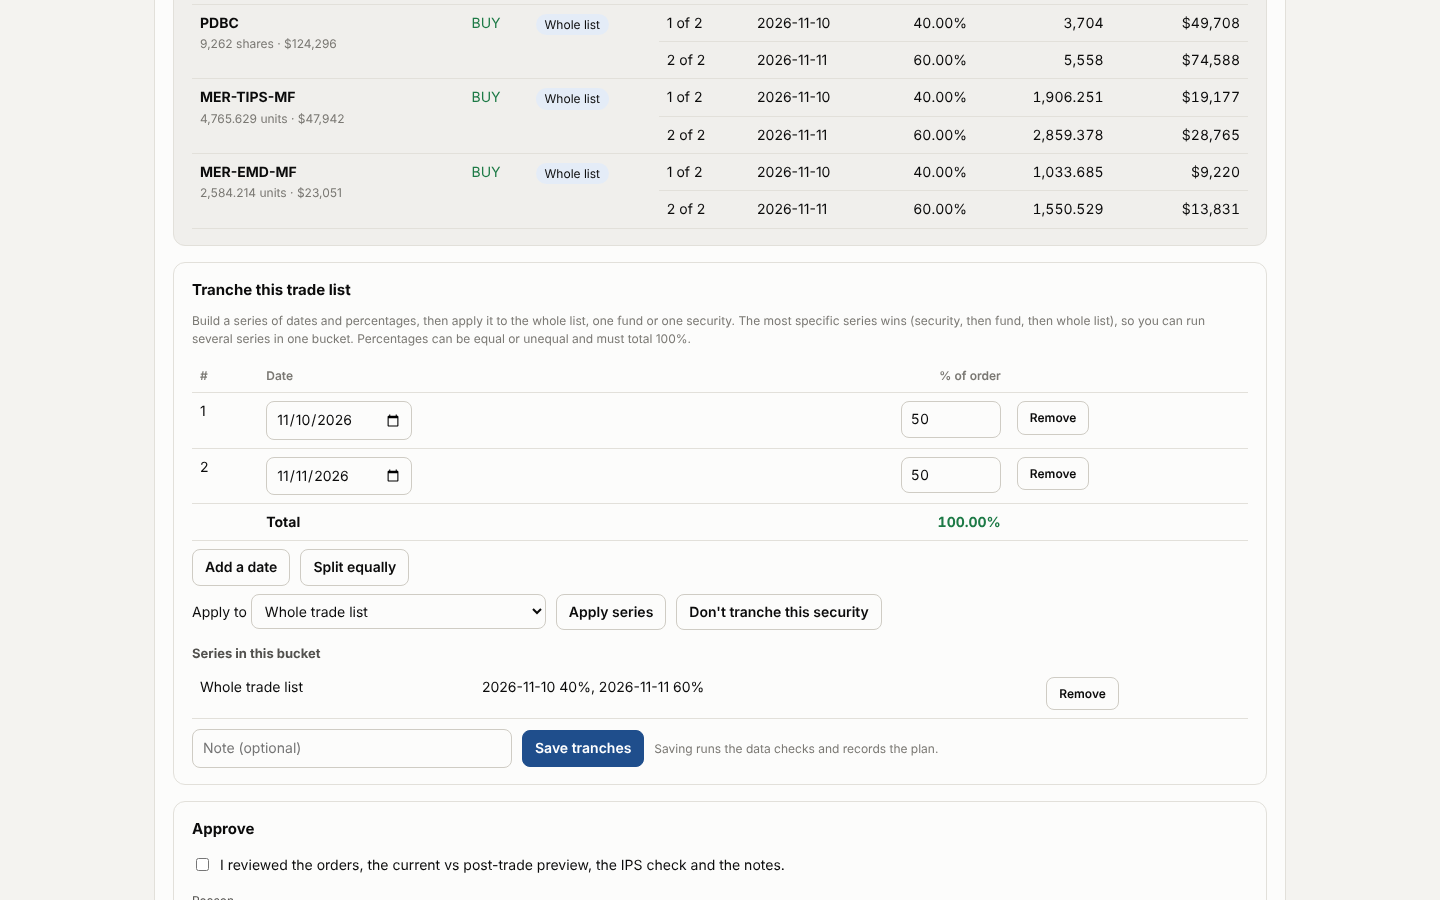 PDBC BUY Whole list 1 of 2 2026-11-10 40.00% 3,704 $49,708
9,262 shares · $124,296
2 of 2 2026-11-11 60.00% 5,558 $74,588
MER-TIPS-MF BUY Whole list 1 of 2 2026-11-10 40.00% 1,906.251 $19,177
4,765.629 units · $47,942
2 of 2 2026-11-11 60.00% 2,859.378 $28,765
MER-EMD-MF BUY Whole list 1 of 2 2026-11-10 40.00% 1,033.685 $9,220
2,584.214 units · $23,051
2 of 2 2026-11-11 60.00% 1,550.529 $13,831
Tranche this trade list
Build a series of dates and percentages, then apply it to the whole list, one fund or one security. The most specific series wins (security, then fund, then whole list), so you can run
several series in one bucket. Percentages can be equal or unequal and must total 100%.
# Date % of order
1 11/10/2026 50 Remove
2 11/11/2026 50 Remove
Total 100.00%
Add a date Split equally
Apply to Whole trade list Apply series Don't tranche this security
Series in this bucket
Whole trade list 2026-11-10 40%, 2026-11-11 60% Remove
Note (optional) Save tranches Saving runs the data checks and records the plan.
Approve
I reviewed the orders, the current vs post-trade preview, the IPS check and the notes.